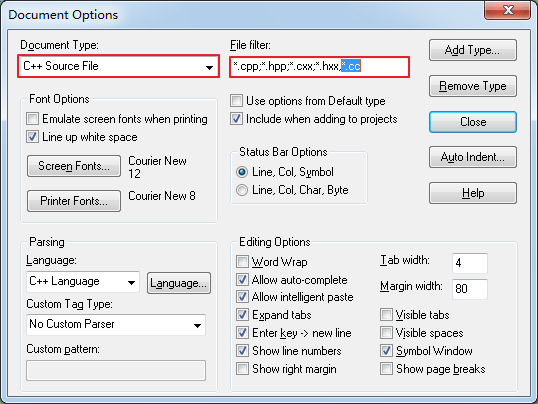 Document Options
Document Type:
C++ Source File
File filter:
*.cpp;*.hpp;*.cxx;*.hxx,*.cc
Add Type...
Remove Type
Close
Auto Indent...
Help
Font Options
Emulate screen fonts when printing
Line up white space
Screen Fonts...
Courier New
12
Printer Fonts...
Courier New 8
Use options from Default type
Include when adding to projects
Status Bar Options
Line, Col, Symbol
Line, Col, Char, Byte
Parsing
Language:
C++ Language
Language...
Custom Tag Type:
No Custom Parser
Custom pattern:
Editing Options
Word Wrap
Allow auto-complete
Allow intelligent paste
Expand tabs
Enter key -> new line
Show line numbers
Show right margin
Tab width:
4
Margin width:
80
Visible tabs
Visible spaces
Symbol Window
Show page breaks